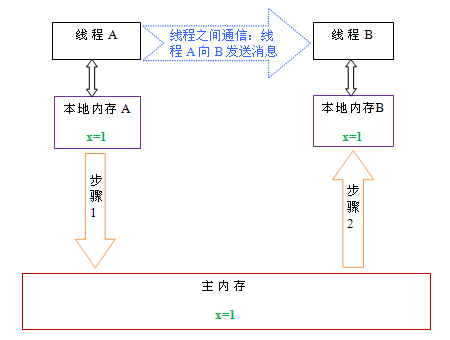 线程 A
线程之间通信：线
程 A 向 B 发送消息
线程 B
本地内存 A
x=1
本地内存B
x=1
步
骤
1
步
骤
2
主内存
x=1